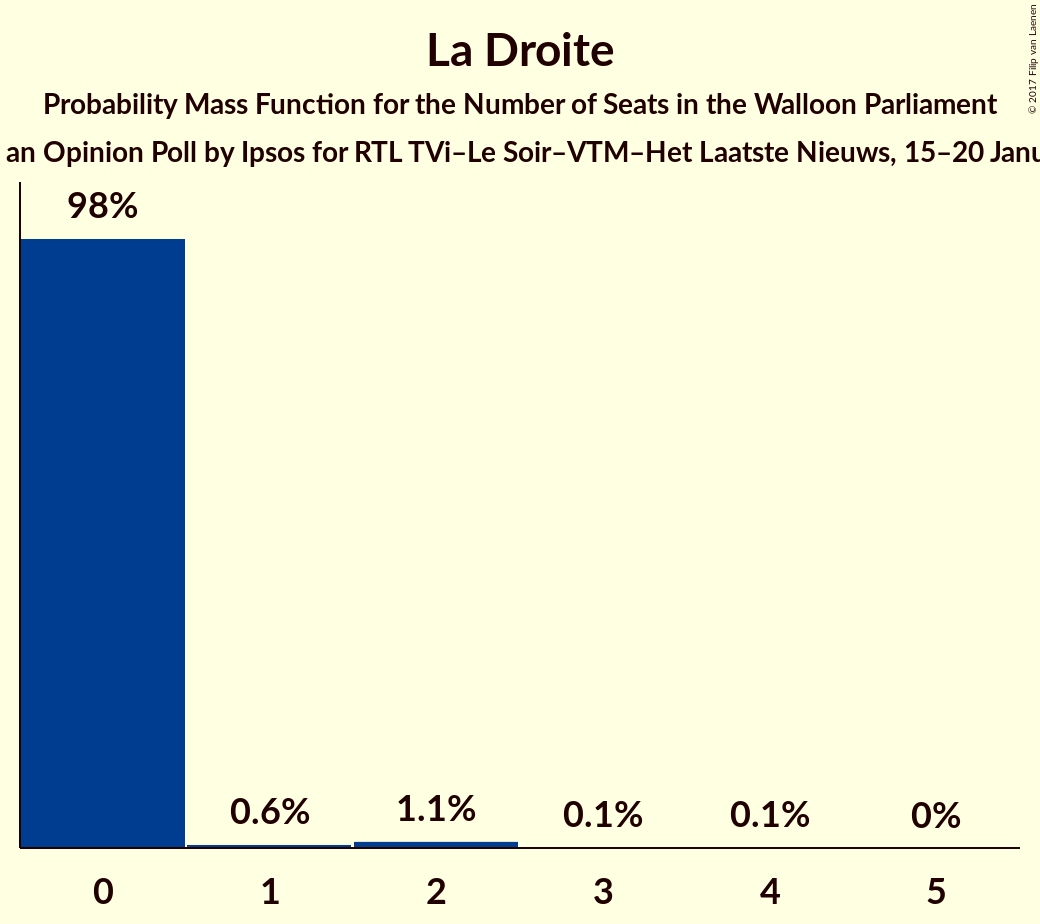 La Droite
Probability Mass Function for the Number of Seats in the Walloon Parliament
an Opinion Poll by Ipsos for RTL TVi–Le Soir–VTM–Het Laatste Nieuws, 15–20 Janu
© 2017 Filip van Laenen
98%
0.6%
1.1%
0.1%
0.1%
0%
0 1 2 3 4 5